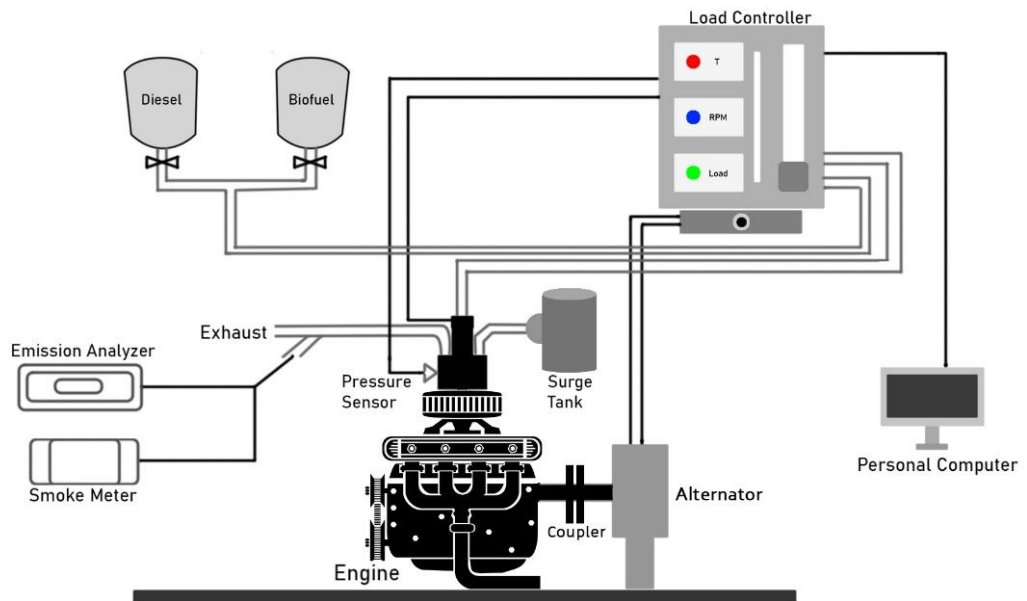 Load Controller
T
RPM
Load
Diesel
Biofuel
Exhaust
Emission Analyzer
Smoke Meter
Pressure
Sensor
Surge
Tank
Personal Computer
Alternator
Coupler
Engine